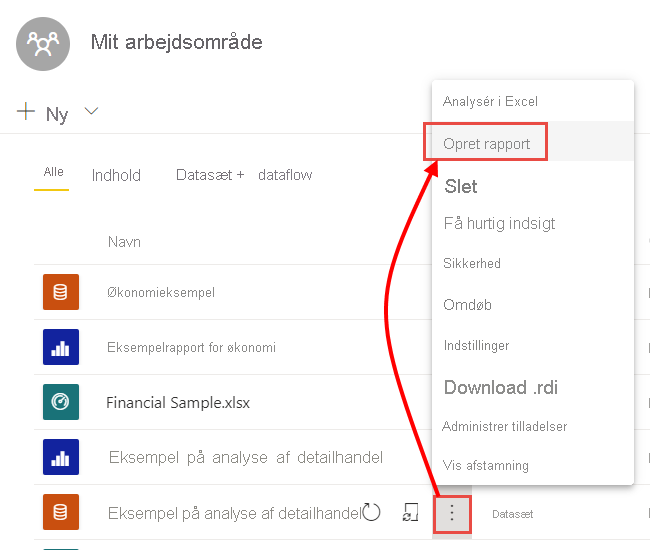 Mit arbejdsområde
Ny
Alle
Indhold
Datasæt + dataflow
Navn
Økonomieksempel
Eksempelrapport for økonomi
Financial Sample.xlsx
Eksempel på analyse af detailhandel
Eksempel på analyse af detailhandel
Datasæt
Analysér i Excel
Opret rapport
Slet
Få hurtig indsigt
Sikkerhed
Omdøb
Indstillinger
Download .rdi
Administrer tilladelser
Vis afstamning